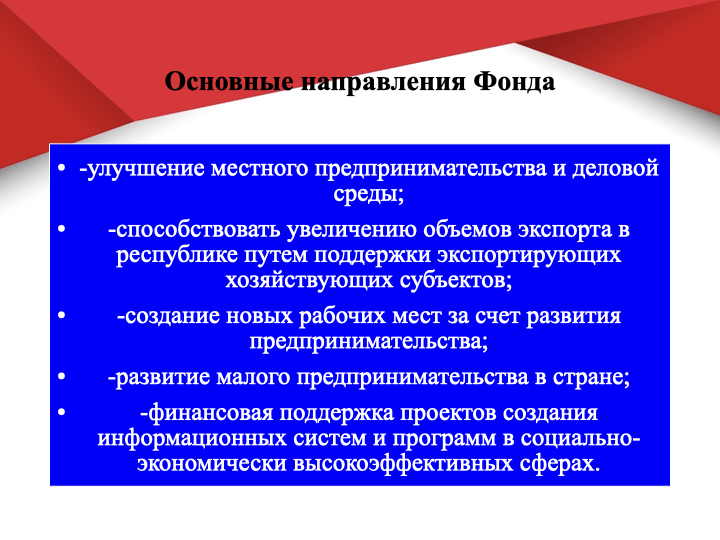 Основные направления Фонда
• -улучшение местного предпринимательства и деловой
среды;
• -способствовать увеличению объемов экспорта в
республике путем поддержки экспортирующих
хозяйствующих субъектов;
• -создание новых рабочих мест за счет развития
предпринимательства;
• -развитие малого предпринимательства в стране;
• -финансовая поддержка проектов создания
информационных систем и программ в социально-
экономически высокоэффективных сферах.